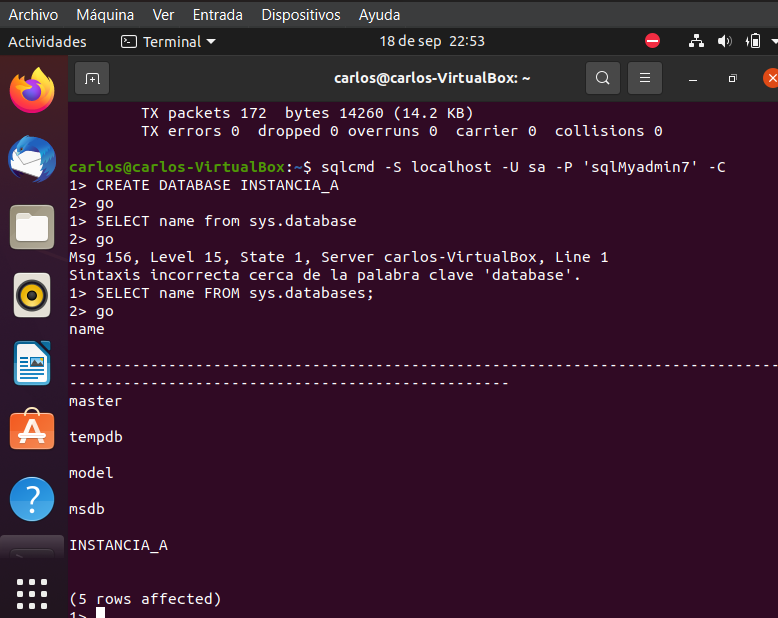 Archivo Máquina Ver Entrada Dispositivos Ayuda
Actividades Terminal 18 de sep 22:53
carlos@carlos-VirtualBox: ~
TX packets 172 bytes 14260 (14.2 KB)
TX errors 0 dropped 0 overruns 0 carrier 0 collisions 0
carlos@carlos-VirtualBox:~$ sqlcmd -S localhost -U sa -P 'sqlMyadmin7' -C
1> CREATE DATABASE INSTANCIA_A
2> go
1> SELECT name from sys.database
2> go
Msg 156, Level 15, State 1, Server carlos-VirtualBox, Line 1
Sintaxis incorrecta cerca de la palabra clave 'database'.
1> SELECT name FROM sys.databases;
2> go
name
-------------------------------------------------------------------------------
-------------------------------------------------
master
tempdb
model
msdb
INSTANCIA_A
(5 rows affected)
1>